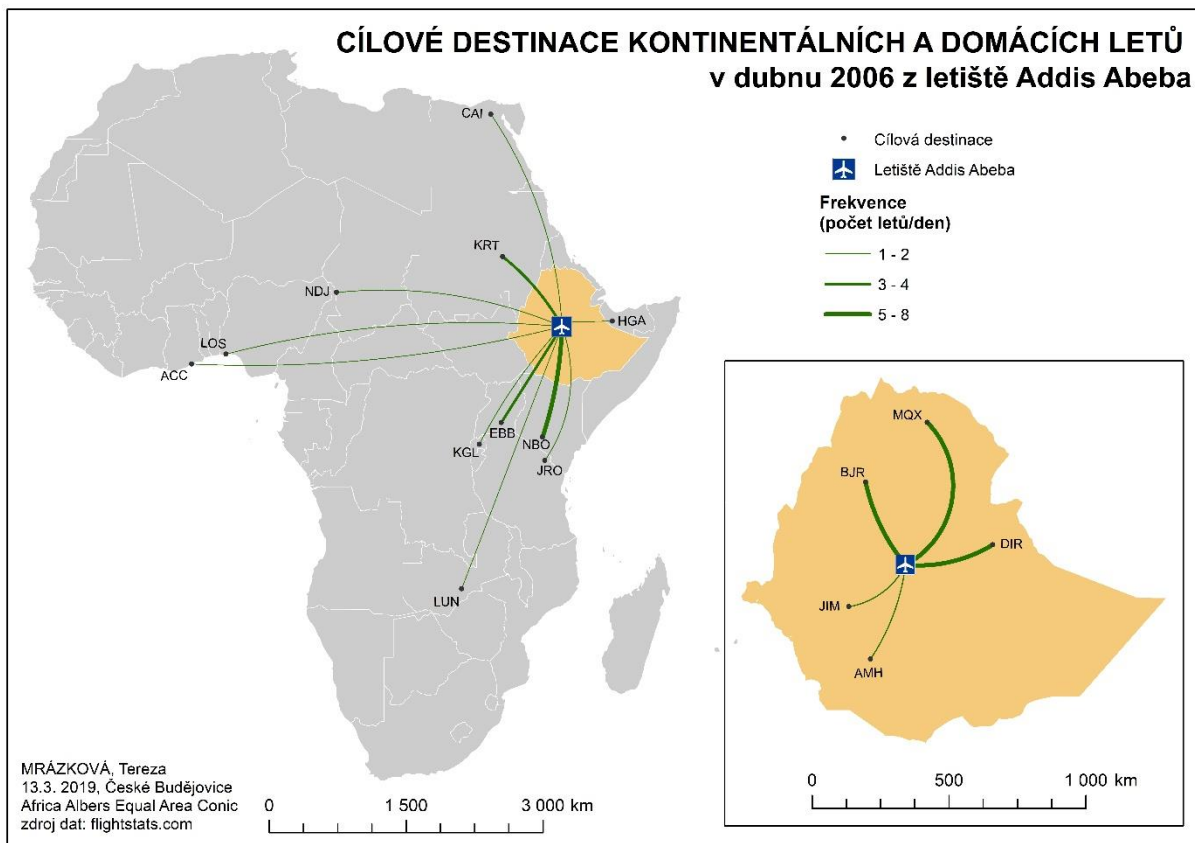 CÍLOVÉ DESTINACE KONTINENTÁLNÍCH A DOMÁCÍCH LETŮ
v dubnu 2006 z letiště Addis Abeba
Cílová destinace
Letiště Addis Abeba
Frekvence
(počet letů/den)
1 - 2
3 - 4
5 - 8
CAI
KRT
NDJ
HGA
LOS
ACC
EBB
KGL
NBO
JRO
LUN
MQX
BJR
DIR
JIM
AMH
0 500 1 000 km
MRÁZKOVÁ, Tereza
13.3. 2019, České Budějovice
Africa Albers Equal Area Conic
zdroj dat: flightstats.com
0 1 500 3 000 km